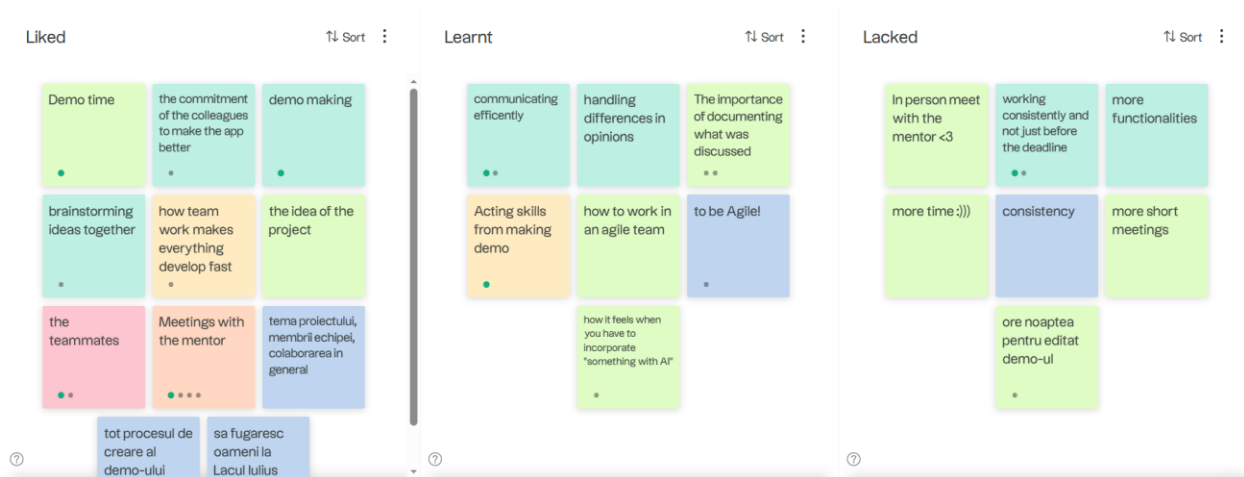 Liked
Sort
Learnt
Sort
Lacked
Sort
Demo time
the commitment
of the colleagues
to make the app
better
demo making
brainstorming
ideas together
how team
work makes
everything
develop fast
the idea of the
project
the
teammates
Meetings with
the mentor
tema proiectului,
membrii echipei,
colaborarea in
general
tot procesul de
creare al
demo-ului
sa fugaresc
oameni la
Lacul Iulius
communicating
efficently
handling
differences in
opinions
The importance
of documenting
what was
discussed
Acting skills
from making
demo
how to work in
an agile team
to be Agile!
how it feels when
you have to
incorporate
"something with AI"
In person meet
with the
mentor <3
working
consistently and
not just before
the deadline
more
functionalities
more time :)))
consistency
more short
meetings
ore noaptea
pentru editat
demo-ul
?
?
?